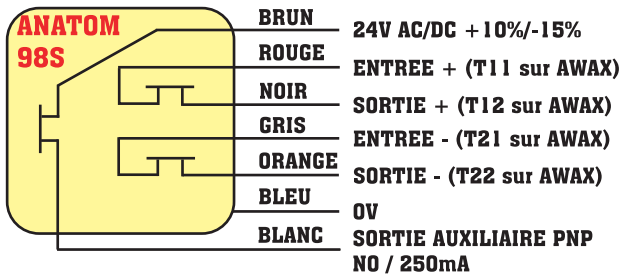 ANATOM
98S
BRUN 24V AC/DC +10%/-15%
ROUGE ENTREE + (T11 sur AWAX)
NOIR SORTIE + (T12 sur AWAX)
GRIS ENTREE - (T21 sur AWAX)
ORANGE SORTIE - (T22 sur AWAX)
BLEU 0V
BLANC SORTIE AUXILIAIRE PNP
NO / 250mA